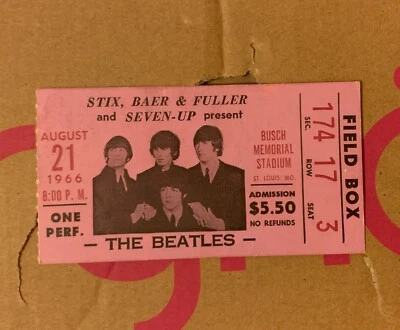 STIX, BAER & FULLER
and SEVEN-UP present
AUGUST
21
1966
8:00 P. M.
ONE
PERF.
BUSCH
MEMORIAL
STADIUM
ST. LOUIS, MO.
ADMISSION
$5.50
NO REFUNDS
— THE BEATLES —
174 17 3
SEC. ROW SEAT
FIELD BOX